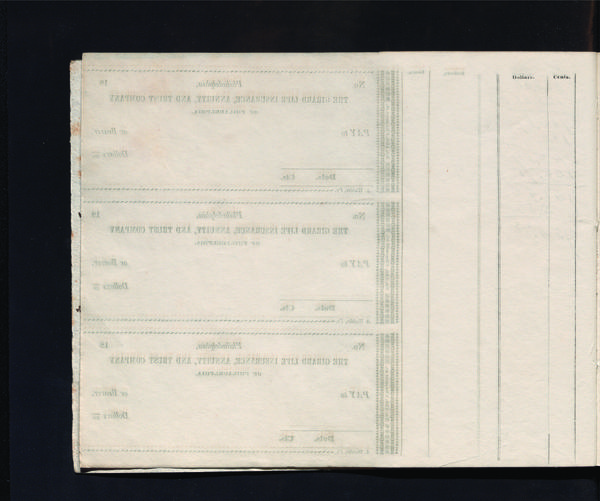 Dollars. Cents.
No. Philadelphia, 18
THE GIRARD LIFE INSURANCE, ANNUITY, AND TRUST COMPANY
OF PHILADELPHIA,
PAY to or Bearer,
Dollars
Dols. Cts.
No. Philadelphia, 18
THE GIRARD LIFE INSURANCE, ANNUITY, AND TRUST COMPANY
OF PHILADELPHIA,
PAY to or Bearer,
Dollars
Dols. Cts.
No. Philadelphia, 18
THE GIRARD LIFE INSURANCE, ANNUITY, AND TRUST COMPANY
OF PHILADELPHIA,
PAY to or Bearer,
Dollars
Dols. Cts.